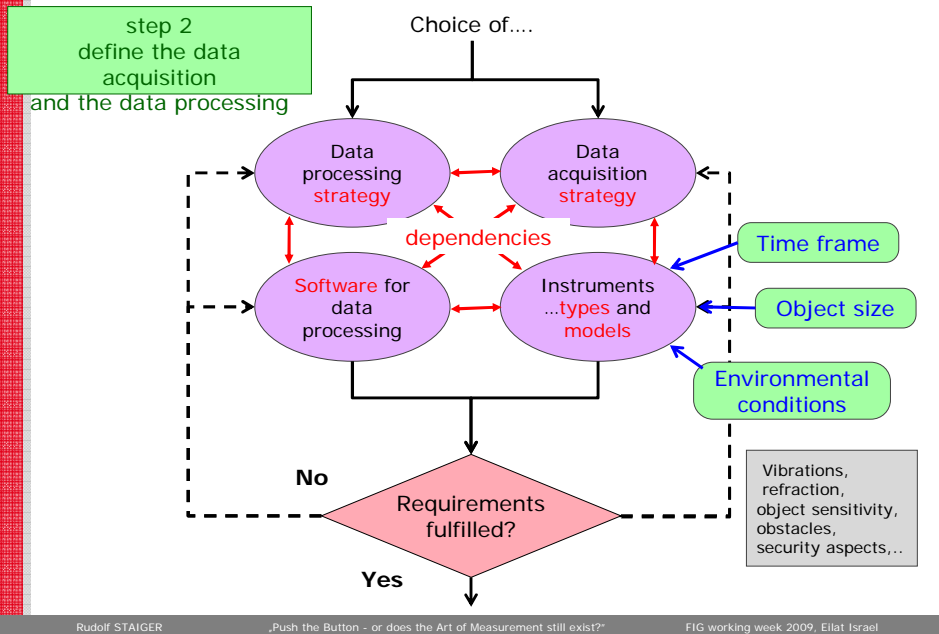 step 2
define the data
acquisition
and the data processing
Choice of....
Data
processing
strategy
Data
acquisition
strategy
dependencies
Software for
data
processing
Instruments
...types and
models
Time frame
Object size
Environmental
conditions
No
Requirements
fulfilled?
Yes
Vibrations,
refraction,
object sensitivity,
obstacles,
security aspects,..
Rudolf STAIGER
„Push the Button - or does the Art of Measurement still exist?"
FIG working week 2009, Eilat Israel